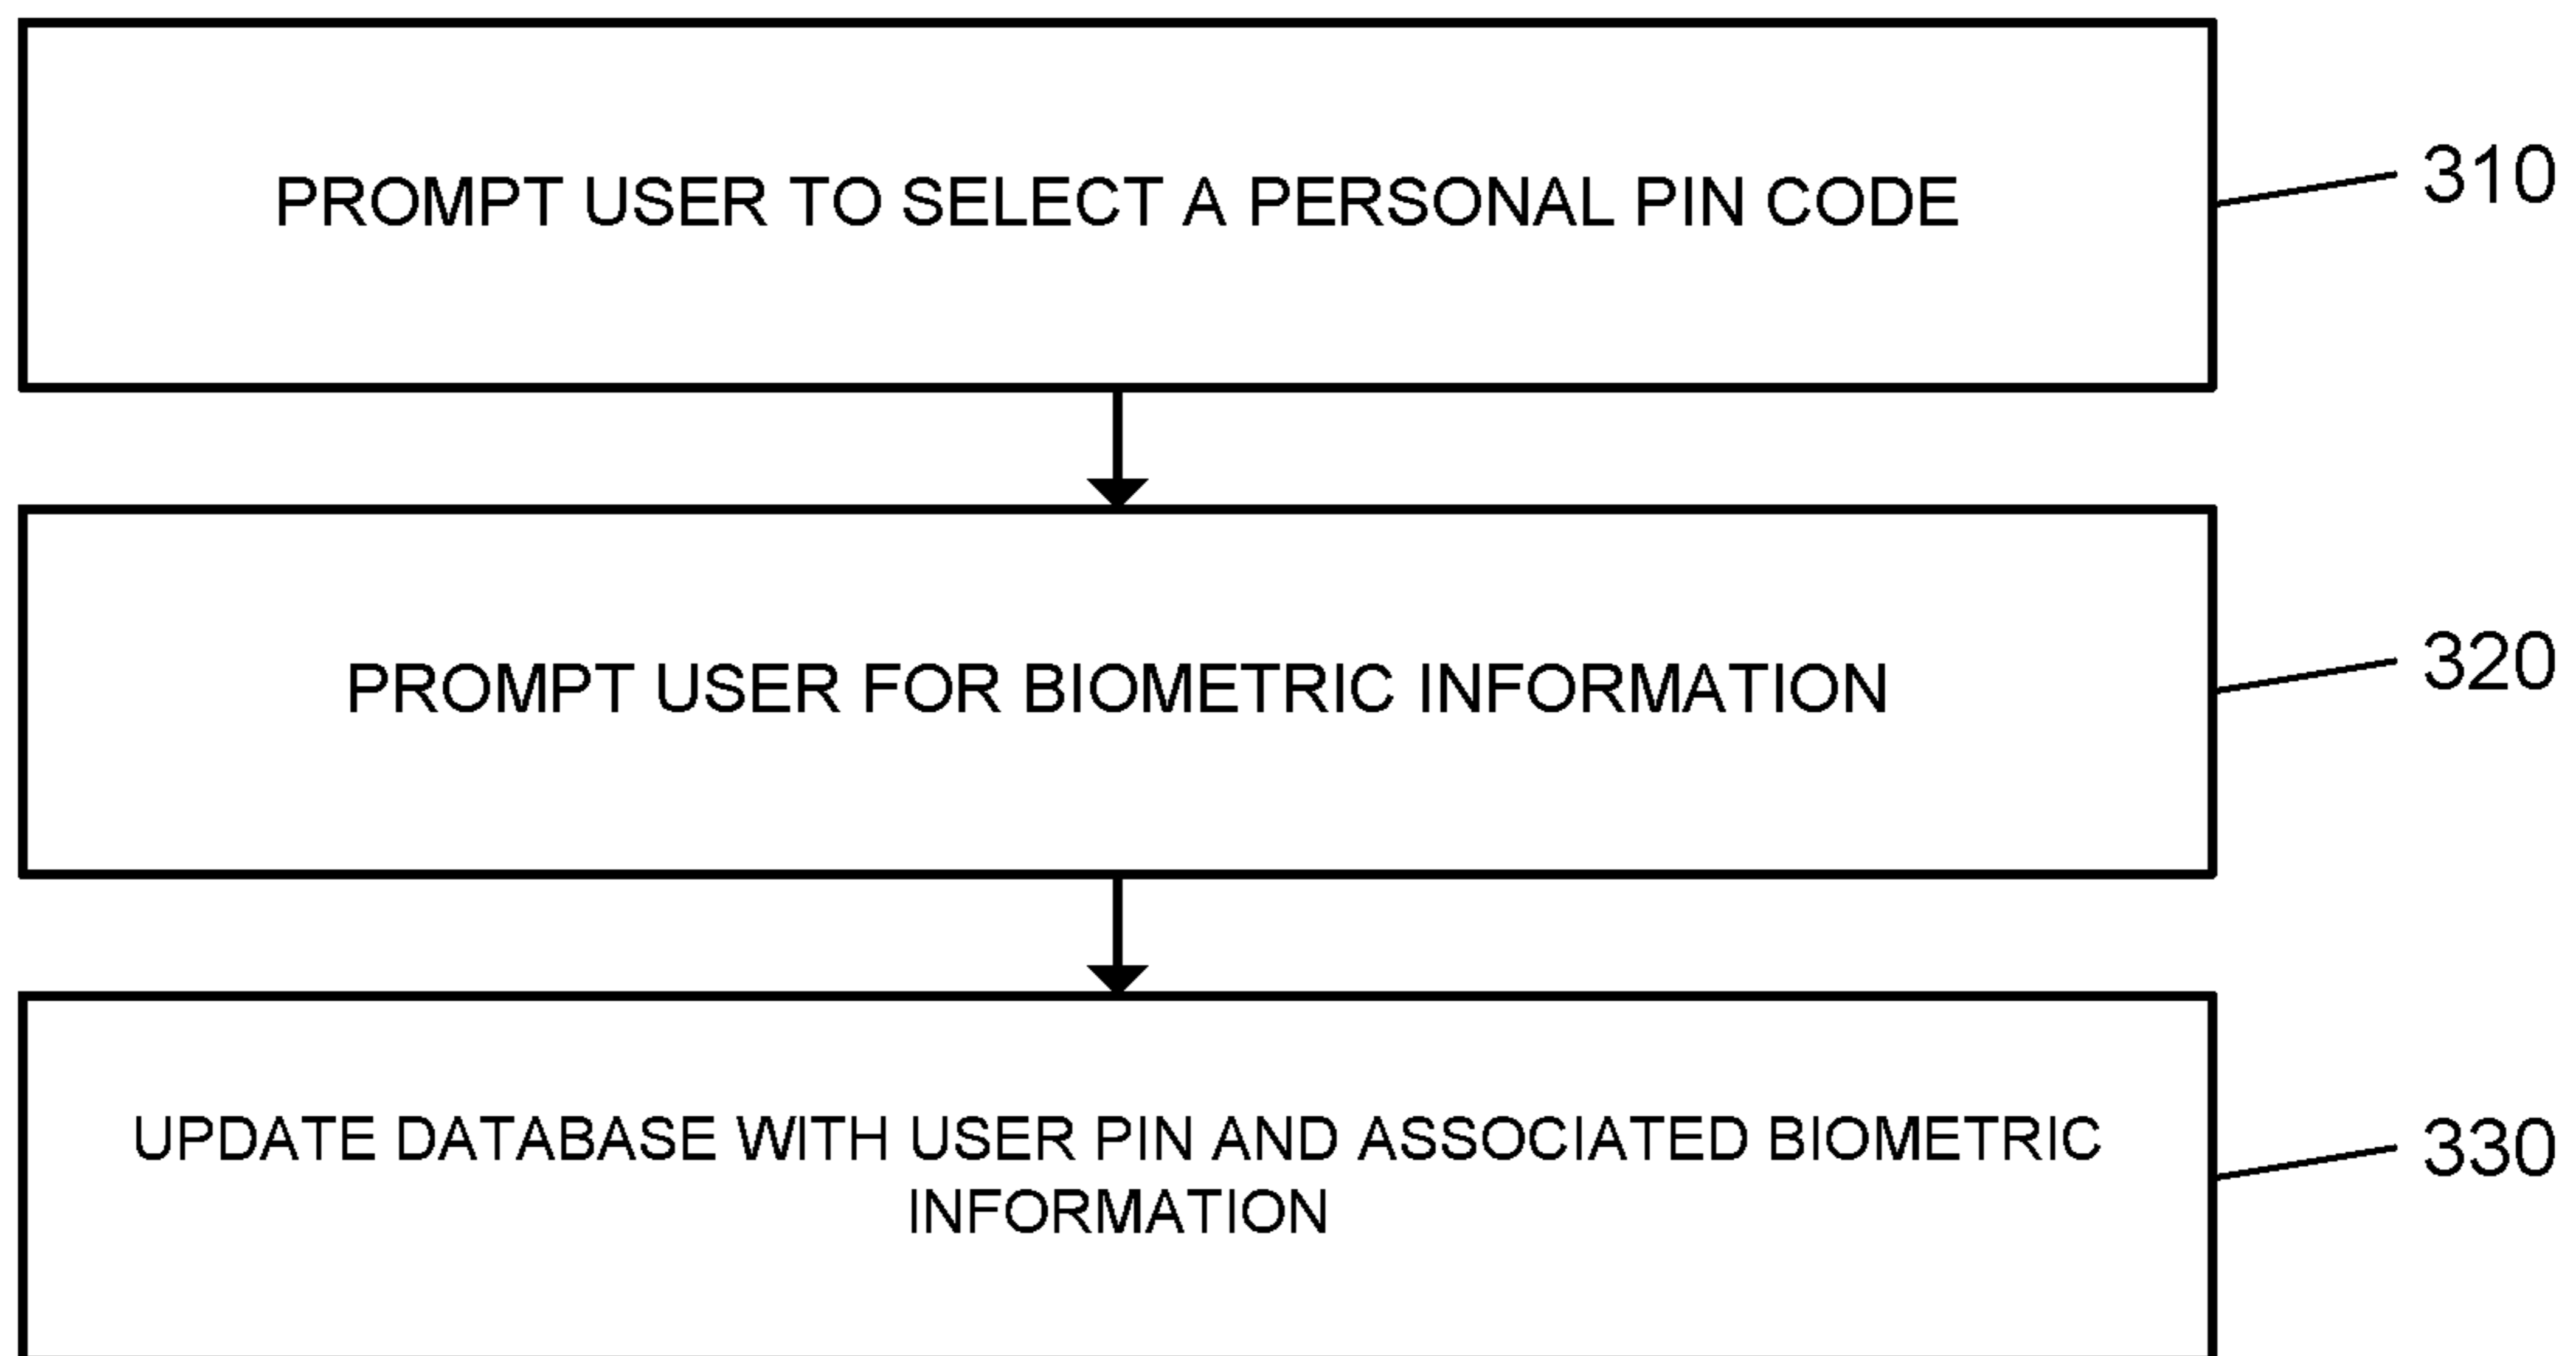 PROMPT USER TO SELECT A PERSONAL PIN CODE
310
PROMPT USER FOR BIOMETRIC INFORMATION
320
UPDATE DATABASE WITH USER PIN AND ASSOCIATED BIOMETRIC
INFORMATION
330